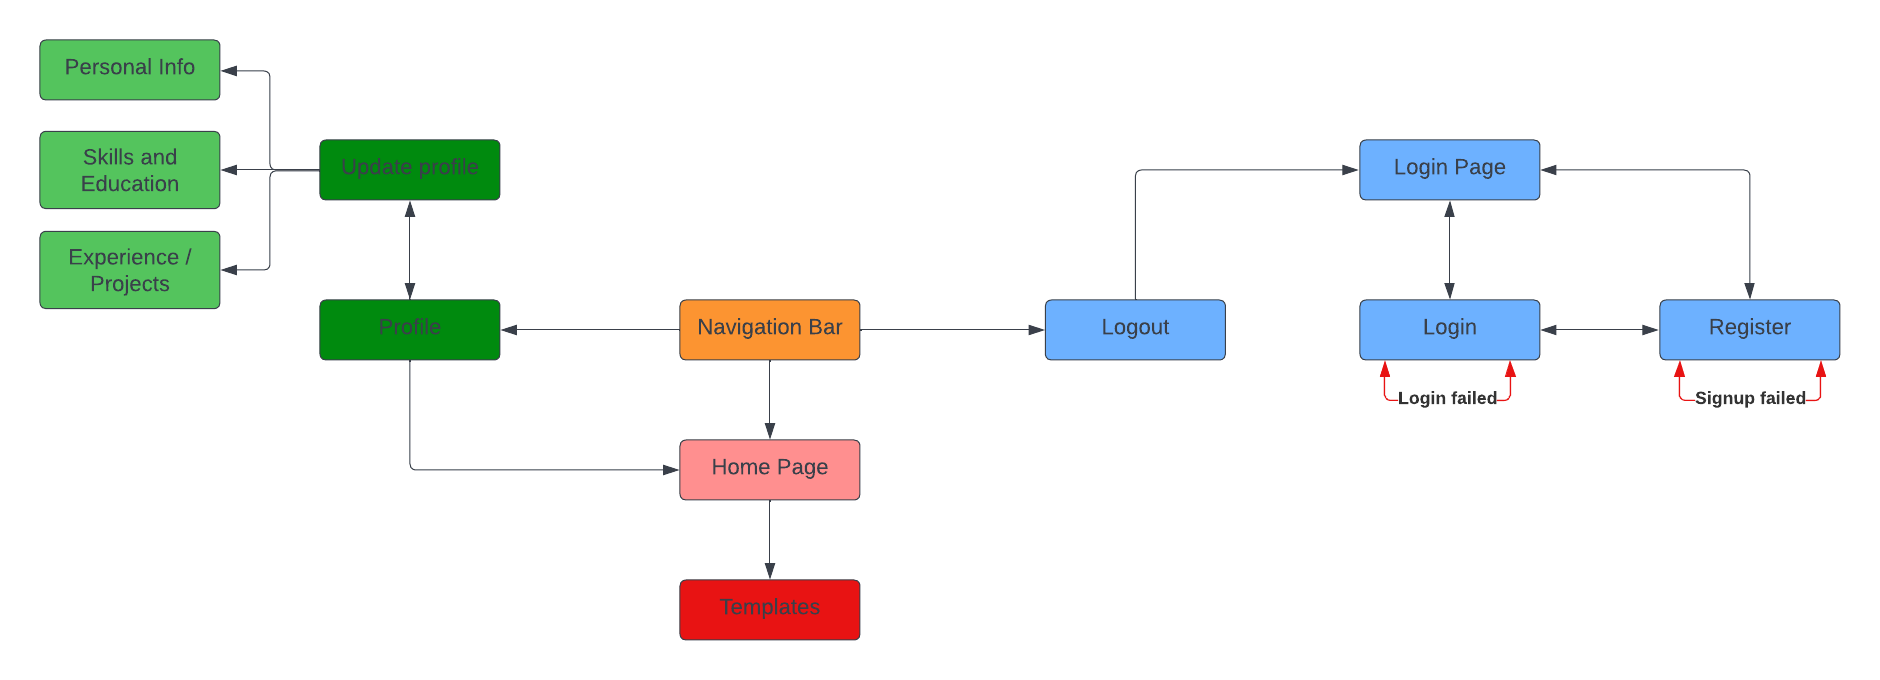 Personal Info
Skills and
Education
Experience /
Projects
Update profile
Profile
Navigation Bar
Home Page
Templates
Logout
Login Page
Login
Register
Login failed
Signup failed